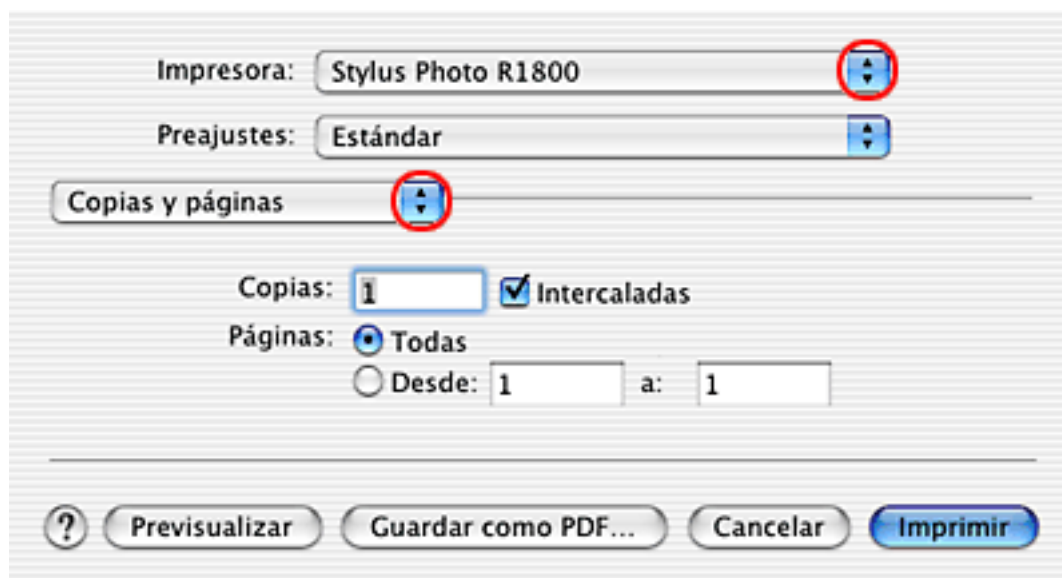 Impresora: Stylus Photo R1800
Preajustes: Estándar
Copias y páginas
Copias: 1 Intercaladas
Páginas: Todas
Desde: 1 a: 1
? Previsualizar Guardar como PDF... Cancelar Imprimir